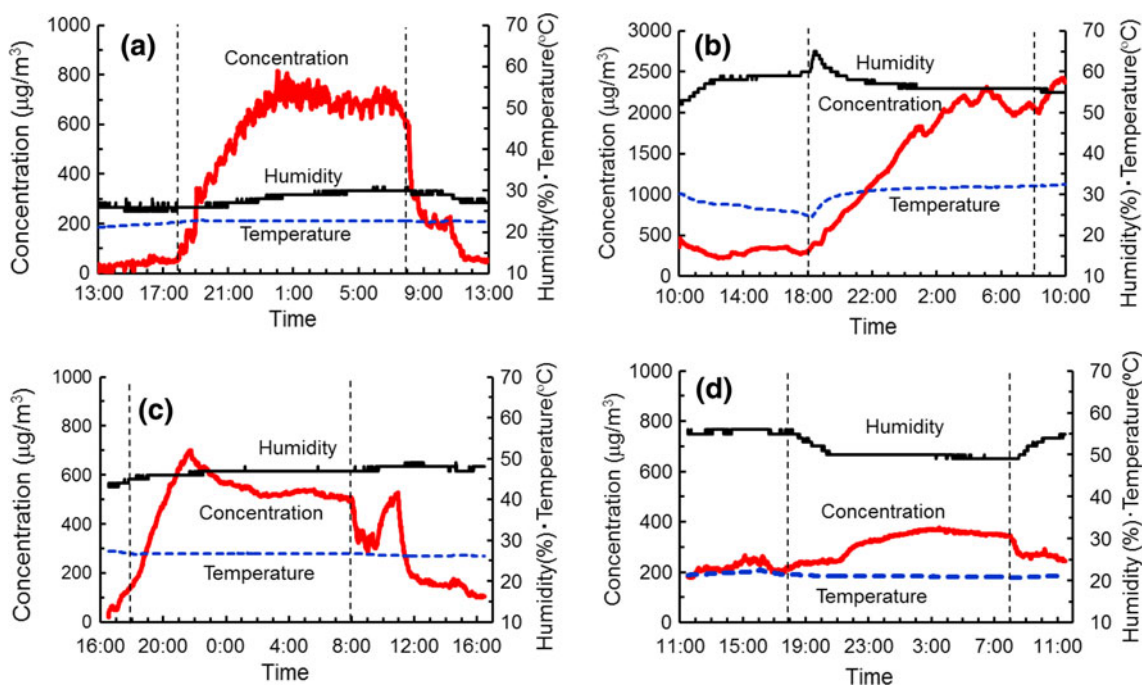 (a)
Concentration (µg/m³)
1000
800
600
400
200
0
Concentration
Humidity
Temperature
70
60
50
40
30
20
10
Humidity(%)・Temperature(ºC)
13:00 17:00 21:00 1:00 5:00 9:00 13:00
Time
(b)
Concentration (µg/m³)
3000
2500
2000
1500
1000
500
0
Humidity
Concentration
Temperature
70
60
50
40
30
20
10
Humidity(%)・Temperature(ºC)
10:00 14:00 18:00 22:00 2:00 6:00 10:00
Time
(c)
Concentration (µg/m³)
1000
800
600
400
200
0
Humidity
Concentration
Temperature
70
60
50
40
30
20
10
Humidity(%)・Temperature(ºC)
16:00 20:00 0:00 4:00 8:00 12:00 16:00
Time
(d)
Concentration (µg/m³)
1000
800
600
400
200
0
Humidity
Concentration
Temperature
70
60
50
40
30
20
10
Humidity (%)・Temperature(ºC)
11:00 15:00 19:00 23:00 3:00 7:00 11:00
Time